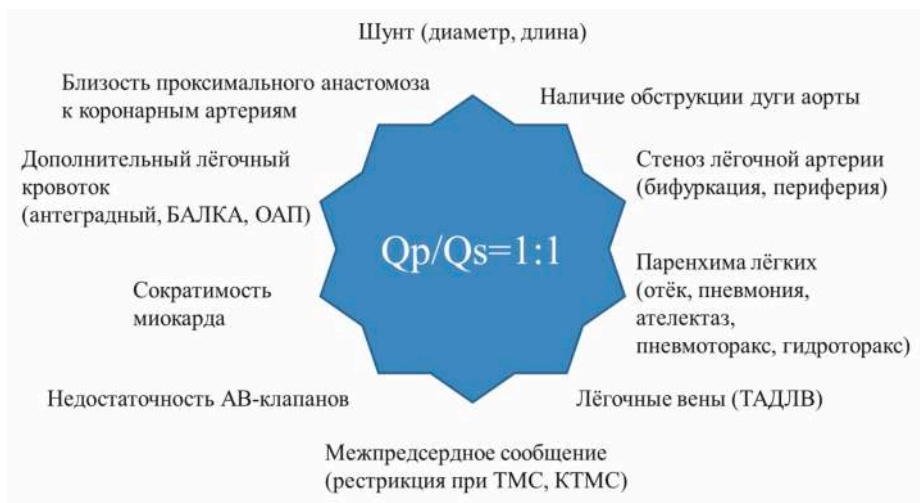 Шунт (диаметр, длина)
Близость проксимального анастомоза
к коронарным артериям
Наличие обструкции дуги аорты
Дополнительный лёгочный
кровоток
(антеградный, БАЛКА, ОАП)
Стеноз лёгочной артерии
(бифуркация, периферия)
Qp/Qs=1:1
Сократимость
миокарда
Паренхима лёгких
(отёк, пневмония,
ателектаз,
пневмоторакс, гидроторакс)
Недостаточность АВ-клапанов
Лёгочные вены (ТАДЛВ)
Межпредсердное сообщение
(рестрикция при ТМС, КТМС)